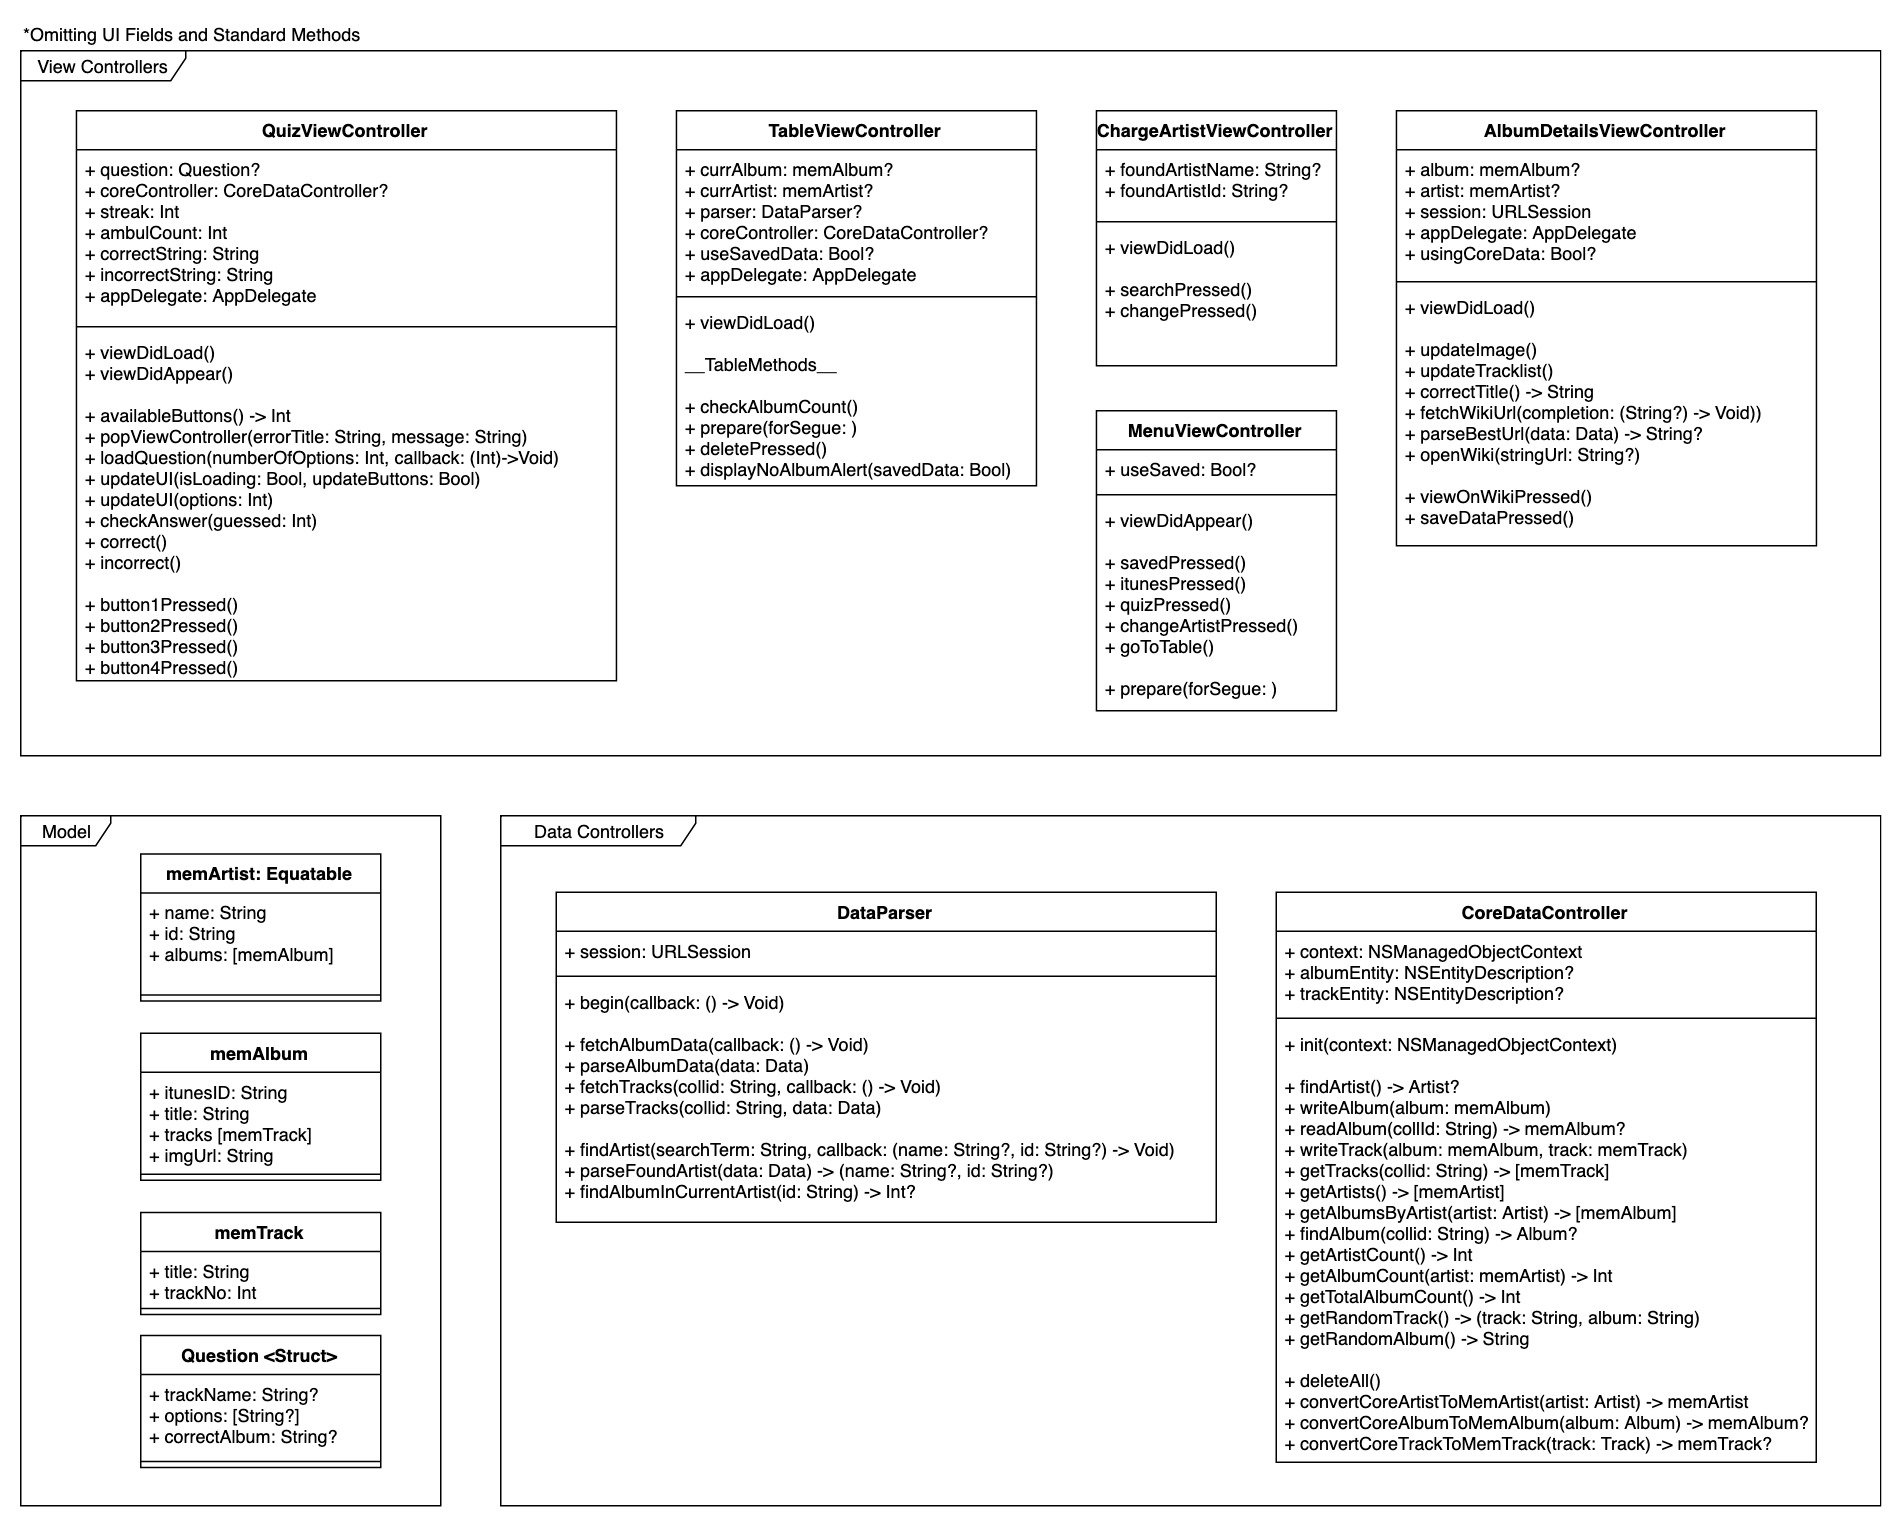 *Omitting UI Fields and Standard Methods
View Controllers
QuizViewController
+ question: Question?
+ coreController: CoreDataController?
+ streak: Int
+ ambulCount: Int
+ correctString: String
+ incorrectString: String
+ appDelegate: AppDelegate
+ viewDidLoad()
+ viewDidAppear()
+ availableButtons() -> Int
+ popViewController(errorTitle: String, message: String)
+ loadQuestion(numberOfOptions: Int, callback: (Int)->Void)
+ updateUI(isLoading: Bool, updateButtons: Bool)
+ updateUI(options: Int)
+ checkAnswer(guessed: Int)
+ correct()
+ incorrect()
+ button1Pressed()
+ button2Pressed()
+ button3Pressed()
+ button4Pressed()
TableViewController
+ currAlbum: memAlbum?
+ currArtist: memArtist?
+ parser: DataParser?
+ coreController: CoreDataController?
+ useSavedData: Bool?
+ appDelegate: AppDelegate
+ viewDidLoad()
__TableMethods__
+ checkAlbumCount()
+ prepare(forSegue: )
+ deletePressed()
+ displayNoAlbumAlert(savedData: Bool)
ChargeArtistViewController
+ foundArtistName: String?
+ foundArtistId: String?
+ viewDidLoad()
+ searchPressed()
+ changePressed()
MenuViewController
+ useSaved: Bool?
+ viewDidAppear()
+ savedPressed()
+ itunesPressed()
+ quizPressed()
+ changeArtistPressed()
+ goToTable()
+ prepare(forSegue: )
AlbumDetailsViewController
+ album: memAlbum?
+ artist: memArtist?
+ session: URLSession
+ appDelegate: AppDelegate
+ usingCoreData: Bool?
+ viewDidLoad()
+ updateImage()
+ updateTracklist()
+ correctTitle() -> String
+ fetchWikiUrl(completion: (String?) -> Void))
+ parseBestUrl(data: Data) -> String?
+ openWiki(stringUrl: String?)
+ viewOnWikiPressed()
+ saveDataPressed()
Model
memArtist: Equatable
+ name: String
+ id: String
+ albums: [memAlbum]
memAlbum
+ itunesID: String
+ title: String
+ tracks [memTrack]
+ imgUrl: String
memTrack
+ title: String
+ trackNo: Int
Question <Struct>
+ trackName: String?
+ options: [String?]
+ correctAlbum: String?
Data Controllers
DataParser
+ session: URLSession
+ begin(callback: () -> Void)
+ fetchAlbumData(callback: () -> Void)
+ parseAlbumData(data: Data)
+ fetchTracks(collid: String, callback: () -> Void)
+ parseTracks(collid: String, data: Data)
+ findArtist(searchTerm: String, callback: (name: String?, id: String?) -> Void)
+ parseFoundArtist(data: Data) -> (name: String?, id: String?)
+ findAlbumInCurrentArtist(id: String) -> Int?
CoreDataController
+ context: NSManagedObjectContext
+ albumEntity: NSEntityDescription?
+ trackEntity: NSEntityDescription?
+ init(context: NSManagedObjectContext)
+ findArtist() -> Artist?
+ writeAlbum(album: memAlbum)
+ readAlbum(collId: String) -> memAlbum?
+ writeTrack(album: memAlbum, track: memTrack)
+ getTracks(collid: String) -> [memTrack]
+ getArtists() -> [memArtist]
+ getAlbumsByArtist(artist: Artist) -> [memAlbum]
+ findAlbum(collid: String) -> Album?
+ getArtistCount() -> Int
+ getAlbumCount(artist: memArtist) -> Int
+ getTotalAlbumCount() -> Int
+ getRandomTrack() -> (track: String, album: String)
+ getRandomAlbum() -> String
+ deleteAll()
+ convertCoreArtistToMemArtist(artist: Artist) -> memArtist
+ convertCoreAlbumToMemAlbum(album: Album) -> memAlbum?
+ convertCoreTrackToMemTrack(track: Track) -> memTrack?